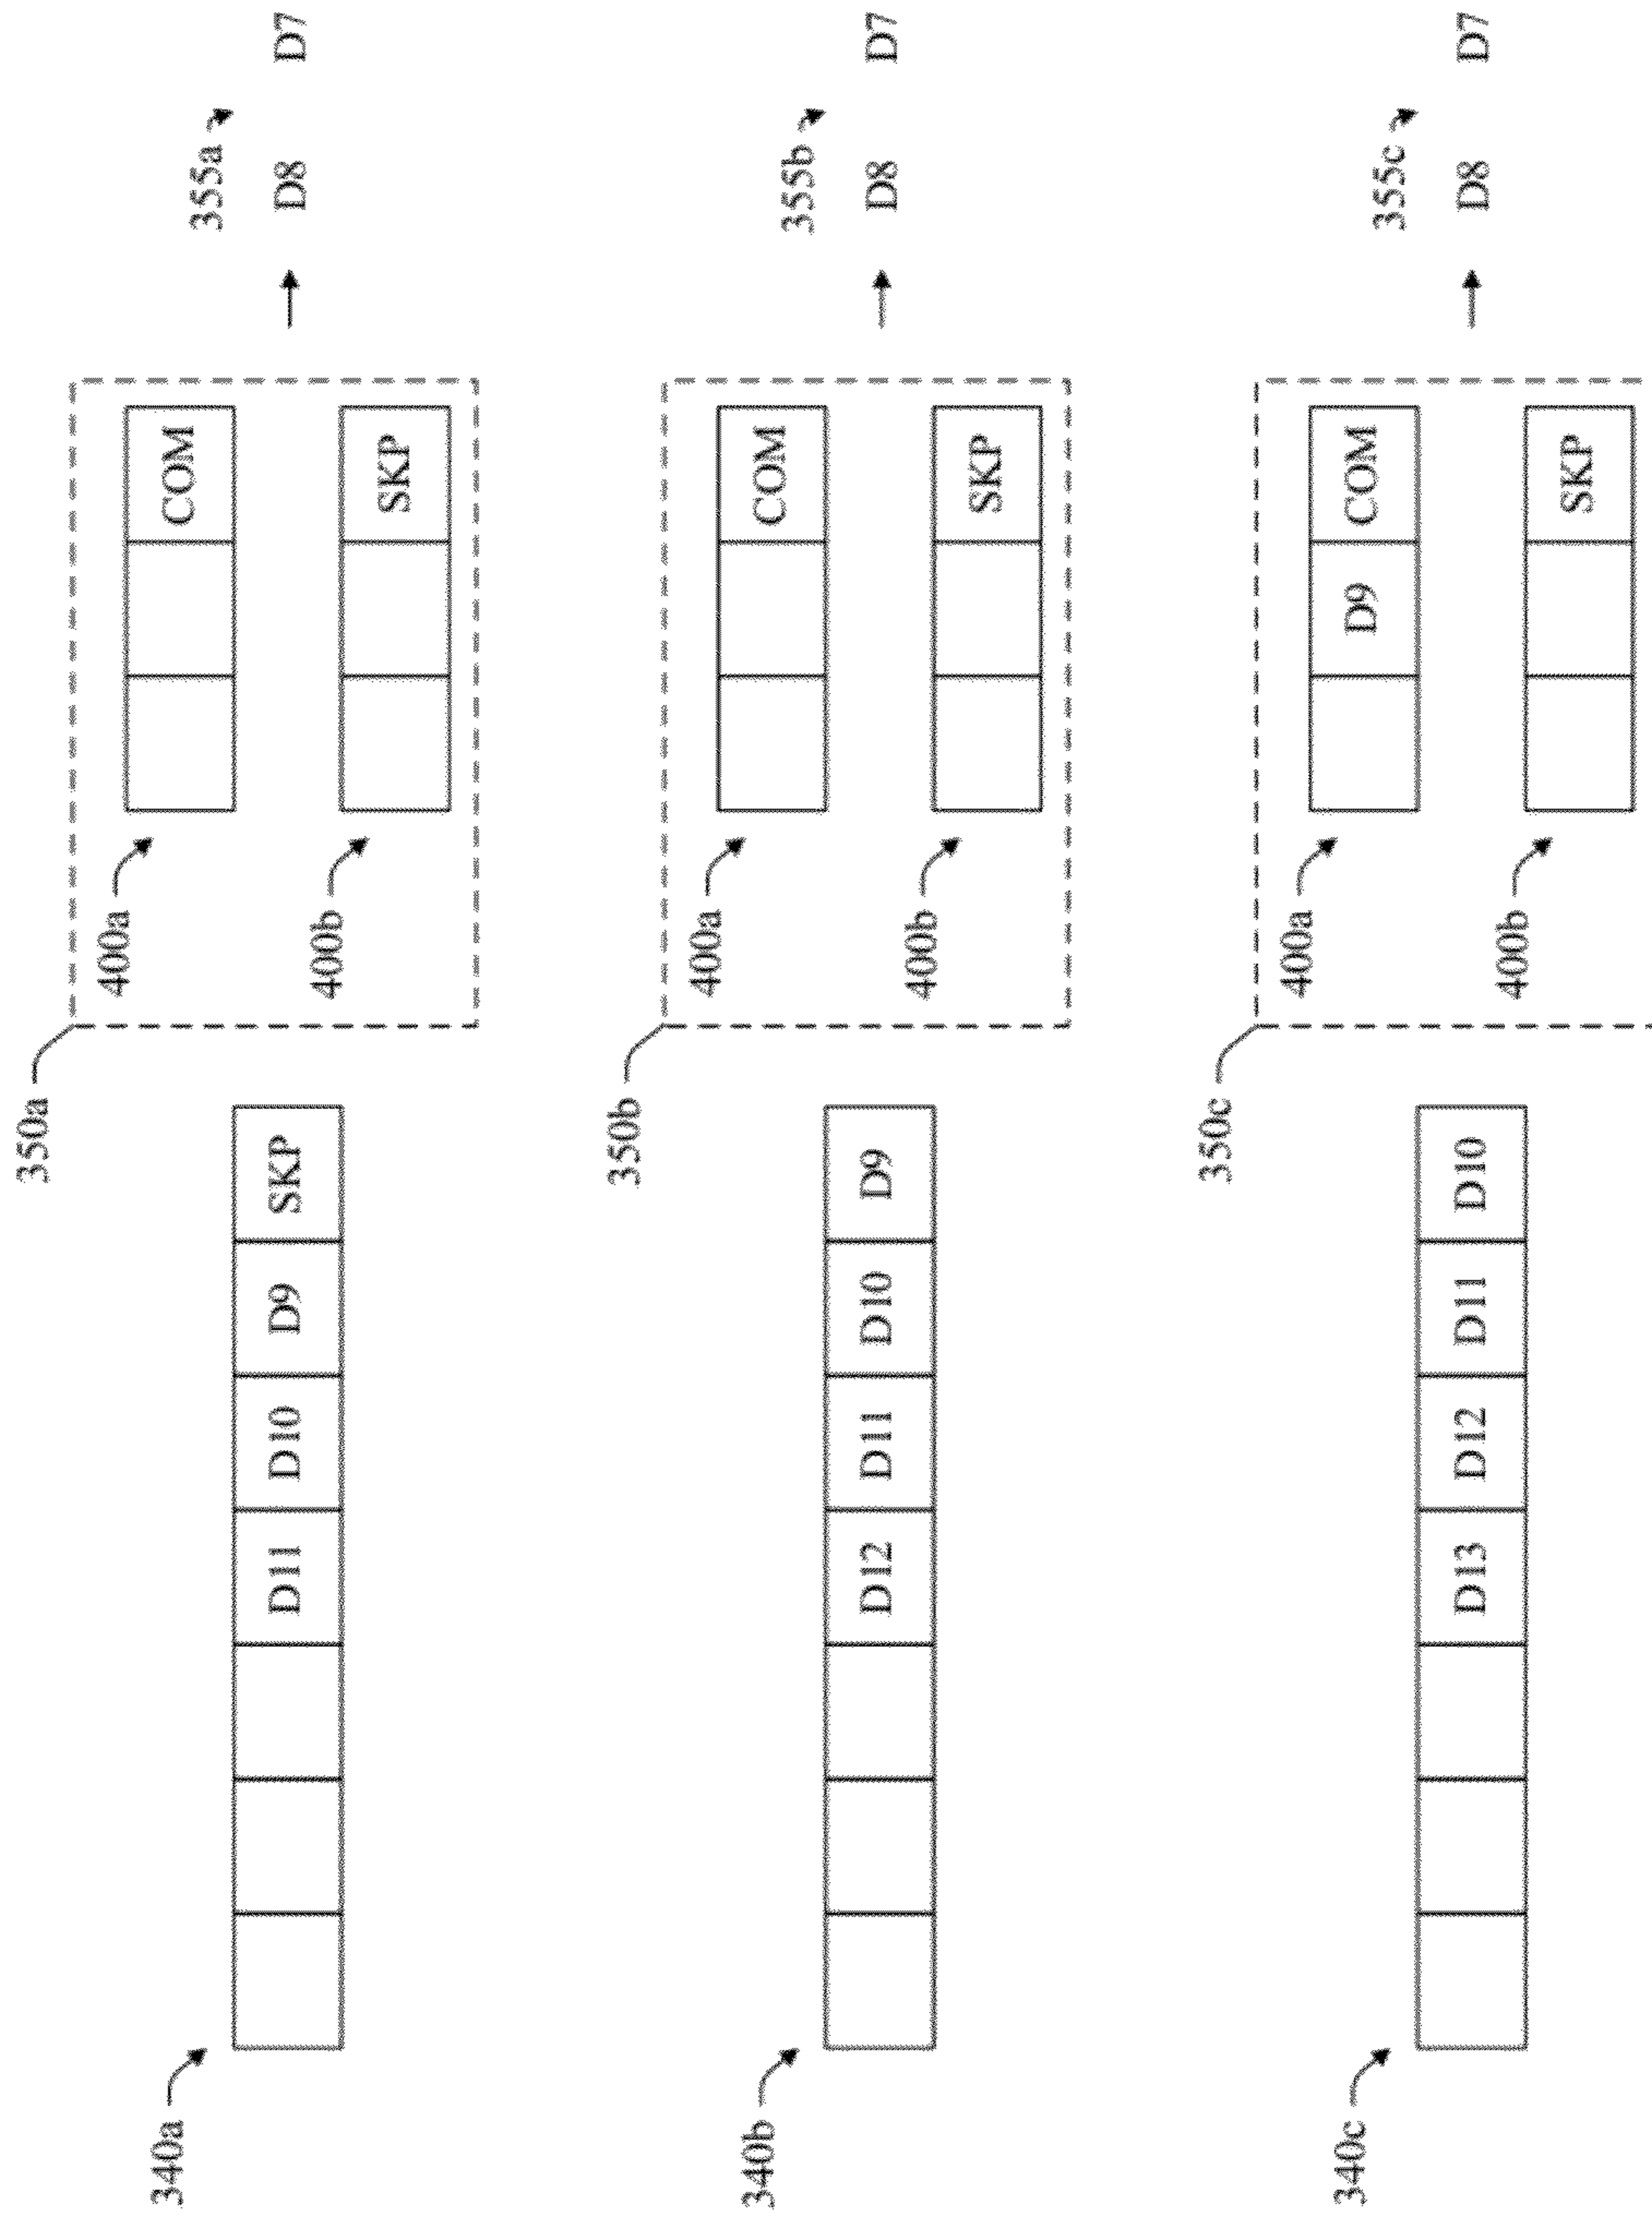 350a
400a
COM
355a
340a
D11
D10
D9
SKP
D8
D7
400b
SKP
350b
400a
COM
355b
340b
D12
D11
D10
D9
D8
D7
400b
SKP
350c
400a
D9
COM
355c
340c
D13
D12
D11
D10
D8
D7
400b
SKP